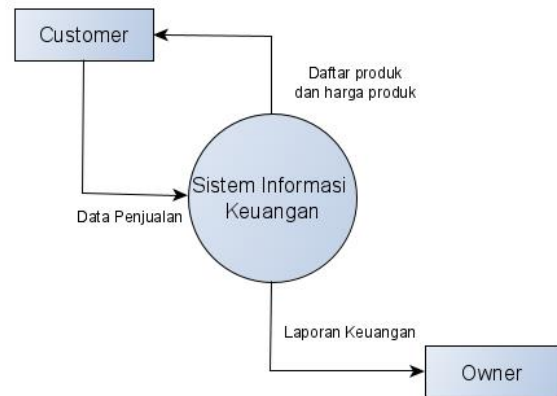 Customer
Daftar produk
dan harga produk
Sistem Informasi
Keuangan
Data Penjualan
Laporan Keuangan
Owner